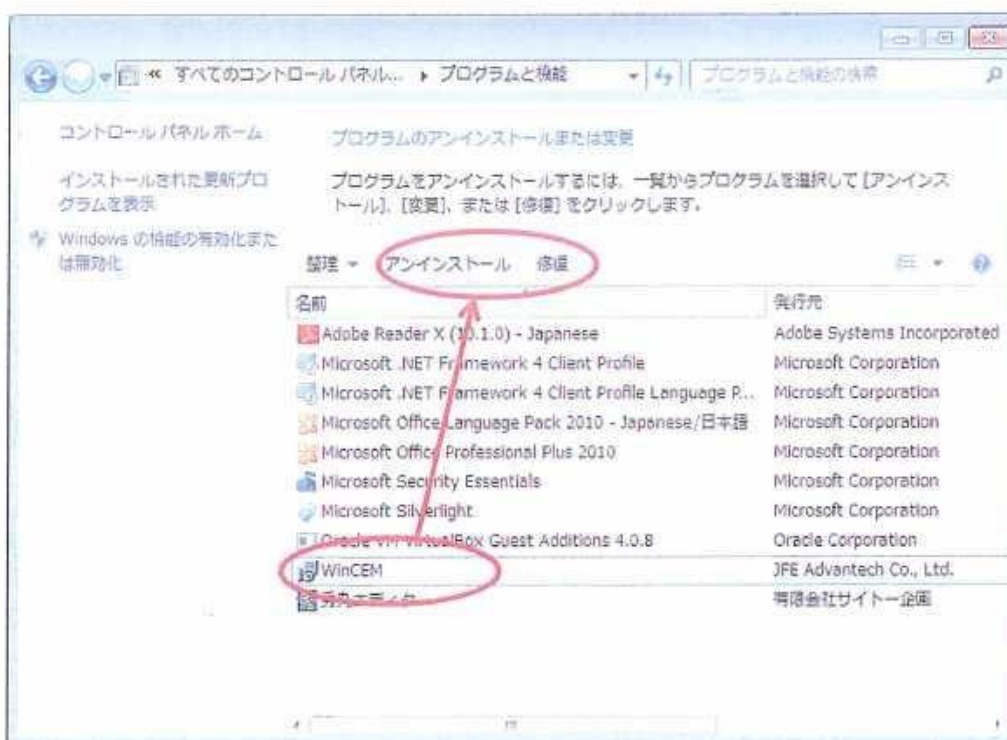 « すべてのコントロール パネル... ▸ プログラムと機能
プログラムと機能の検索
コントロール パネル ホーム
インストールされた更新プログラムを表示
Windows の機能の有効化または無効化
プログラムのアンインストールまたは変更
プログラムをアンインストールするには、一覧からプログラムを選択して [アンインス
トール]、[変更]、または [修復] をクリックします。
整理 アンインストール 修復
名前 発行元
Adobe Reader X (10.1.0) - Japanese Adobe Systems Incorporated
Microsoft .NET Framework 4 Client Profile Microsoft Corporation
Microsoft .NET Framework 4 Client Profile Language P... Microsoft Corporation
Microsoft Office Language Pack 2010 - Japanese/日本語 Microsoft Corporation
Microsoft Office Professional Plus 2010 Microsoft Corporation
Microsoft Security Essentials Microsoft Corporation
Microsoft Silverlight Microsoft Corporation
Oracle VM VirtualBox Guest Additions 4.0.8 Oracle Corporation
WinCEM JFE Advantech Co., Ltd.
秀丸エディタ 有限会社サイトー企画